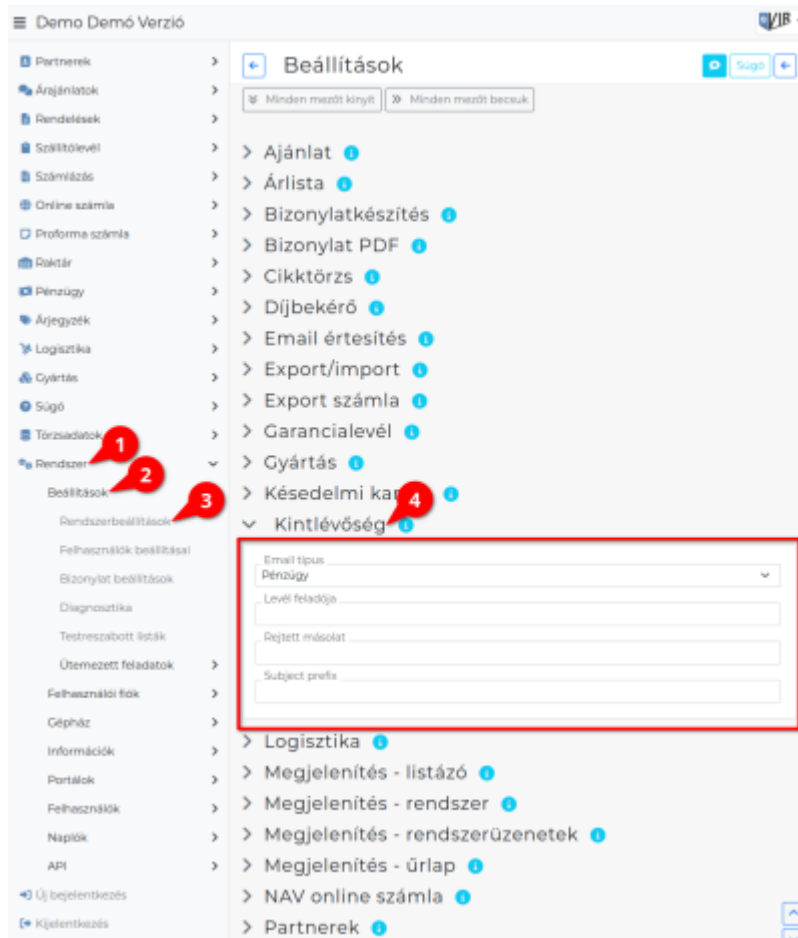 Demo Demó Verzió
VIR
Partnerek
Árajánlatok
Rendelések
Szállítólevél
Számlázás
Online számla
Proforma számla
Raktár
Pénzügy
Árjegyzék
Logisztika
Gyártás
Súgó
Törzsadatok
1
Rendszer
2
Beállítások
3
Rendszerbeállítások
Felhasználók beállításai
Bizonylat beállítások
Diagnosztika
Testreszabott listák
Ütemezett feladatok
Felhasználói fiók
Gépház
Információk
Portálok
Felhasználók
Naplók
API
Új bejelentkezés
Kijelentkezés
Beállítások
Súgó
Minden mezőt kinyit
Minden mezőt becsuk
Ajánlat
Árlista
Bizonylatkészítés
Bizonylat PDF
Cikktörzs
Díjbekérő
Email értesítés
Export/import
Export számla
Garancialevél
Gyártás
Késedelmi ka
4
Kintlévőség
Email típus
Pénzügy
Levél feladója
Rejtett másolat
Subject prefix
Logisztika
Megjelenítés - listázó
Megjelenítés - rendszer
Megjelenítés - rendszerüzenetek
Megjelenítés - űrlap
NAV online számla
Partnerek